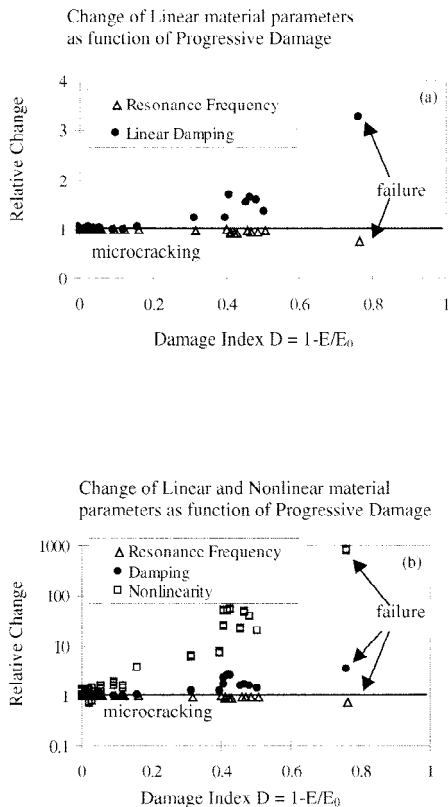 Change of Linear material parameters
as function of Progressive Damage
4
3
2
1
0
Relative Change
(a)
Resonance Frequency
Linear Damping
failure
microcracking
0 0.2 0.4 0.6 0.8 1
Damage Index D = 1-E/E₀
Change of Linear and Nonlinear material
parameters as function of Progressive Damage
1000
100
10
1
0.1
Relative Change
(b)
Resonance Frequency
Damping
Nonlinearity
failure
microcracking
0 0.2 0.4 0.6 0.8 1
Damage Index D = 1-E/E₀